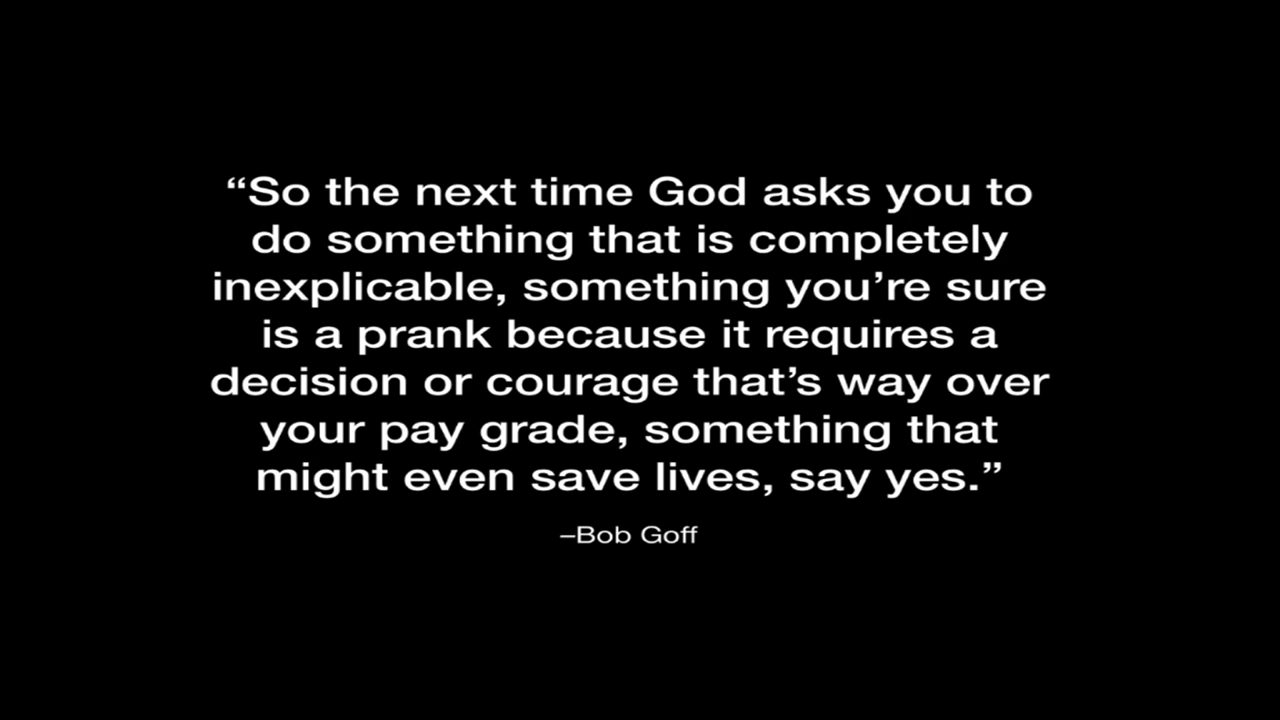 “So the next time God asks you to
do something that is completely
inexplicable, something you’re sure
is a prank because it requires a
decision or courage that’s way over
your pay grade, something that
might even save lives, say yes.”
–Bob Goff